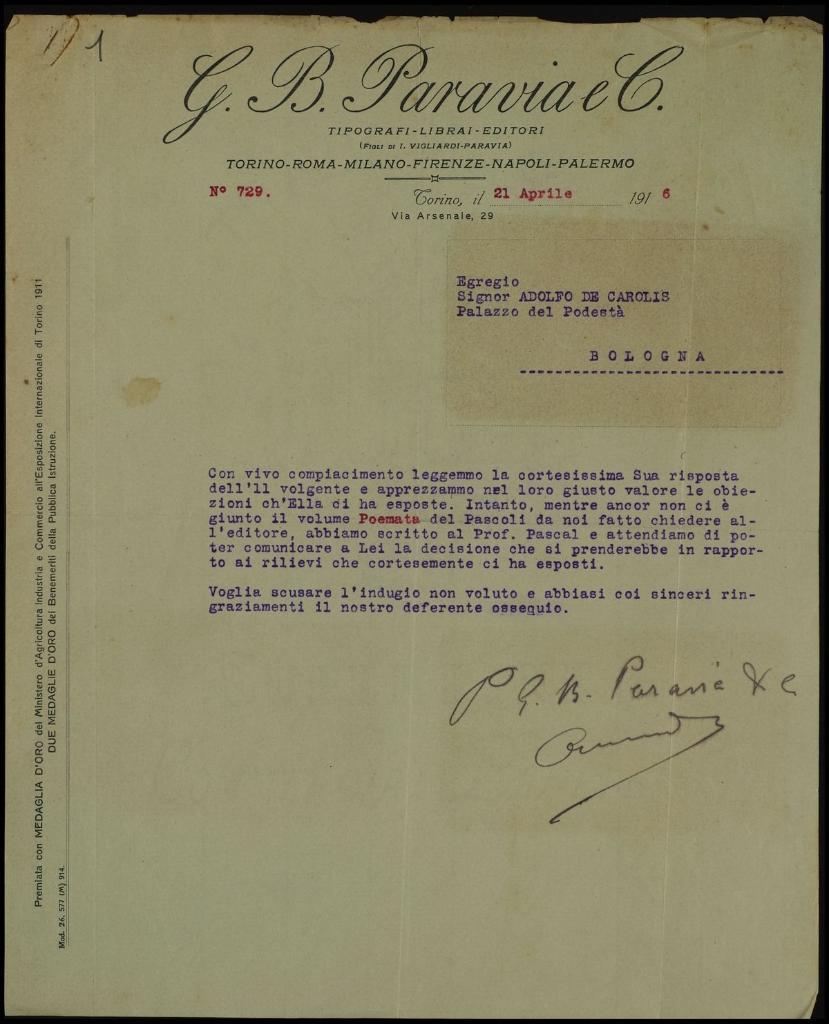 1
G. B. Paravia e C.
TIPOGRAFI-LIBRAI-EDITORI
(FIGLI DI I. VIGLIARDI-PARAVIA)
TORINO-ROMA-MILANO-FIRENZE-NAPOLI-PALERMO
Nº 729.
Torino, il 21 Aprile 1916
Via Arsenale, 29
Egregio
Signor ADOLFO DE CAROLIS
Palazzo del Podestà
BOLOGNA
Con vivo compiacimento leggemmo la cortesissima Sua risposta
dell'11 volgente e apprezzammo nel loro giusto valore le obie-
zioni ch'Ella di ha esposte. Intanto, mentre ancor non ci è
giunto il volume Poemata del Pascoli da noi fatto chiedere al-
l'editore, abbiamo scritto al Prof. Pascal e attendiamo di po-
ter comunicare a Lei la decisione che si prenderebbe in rappor-
to ai rilievi che cortesemente ci ha esposti.
Voglia scusare l'indugio non voluto e abbiasi coi sinceri rin-
graziamenti il nostro deferente ossequio.
P G. B. Paravia & C
Premiata con MEDAGLIA D'ORO del Ministero d'Agricoltura Industria e Commercio all'Esposizione Internazionale di Torino 1911
DUE MEDAGLIE D'ORO dei Benemeriti della Pubblica Istruzione.
Mod. 26. 577 (M) 914.